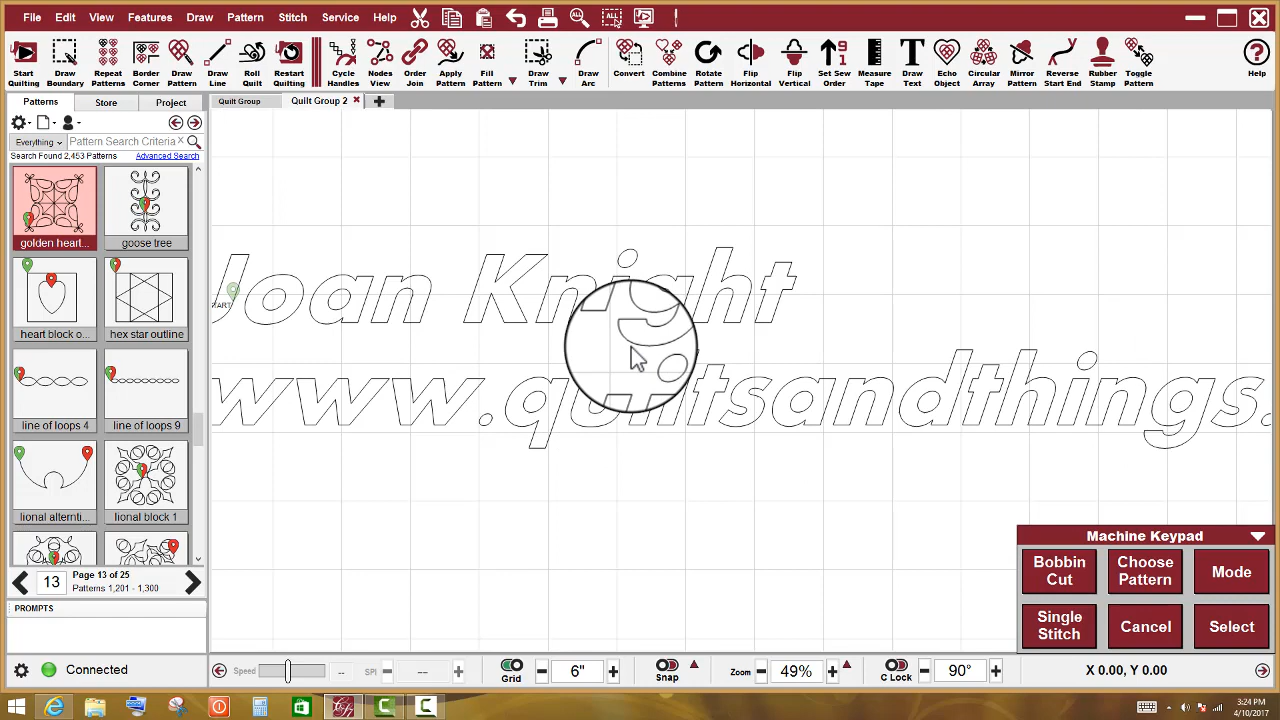 File Edit View Features Draw Pattern Stitch Service Help
Start Quilting
Draw Boundary
Repeat Patterns
Border Corner
Draw Pattern
Draw Line
Roll Quilt
Restart Quilting
Cycle Handles
Nodes View
Order Join
Apply Pattern
Fill Pattern
Draw Trim
Draw Arc
Convert
Combine Patterns
Rotate Pattern
Flip Horizontal
Flip Vertical
Set Sew Order
Measure Tape
Draw Text
Echo Object
Circular Array
Mirror Pattern
Reverse Start End
Rubber Stamp
Toggle Pattern
Help
Patterns Store Project
Quilt Group Quilt Group 2
Everything Pattern Search Criteria
Search Found 2,453 Patterns Advanced Search
golden heart... goose tree
heart block o... hex star outline
line of loops 4 line of loops 9
lional alternti... lional block 1
13 Page 13 of 25
Patterns 1,201 - 1,300
PROMPTS
Connected
Joan Knight
www.quiltsandthings.
Machine Keypad
Bobbin Cut
Choose Pattern
Mode
Single Stitch
Cancel
Select
Speed -- SPI -- Grid 6" Snap Zoom 49% C Lock 90° X 0.00, Y 0.00
3:24 PM
4/10/2017